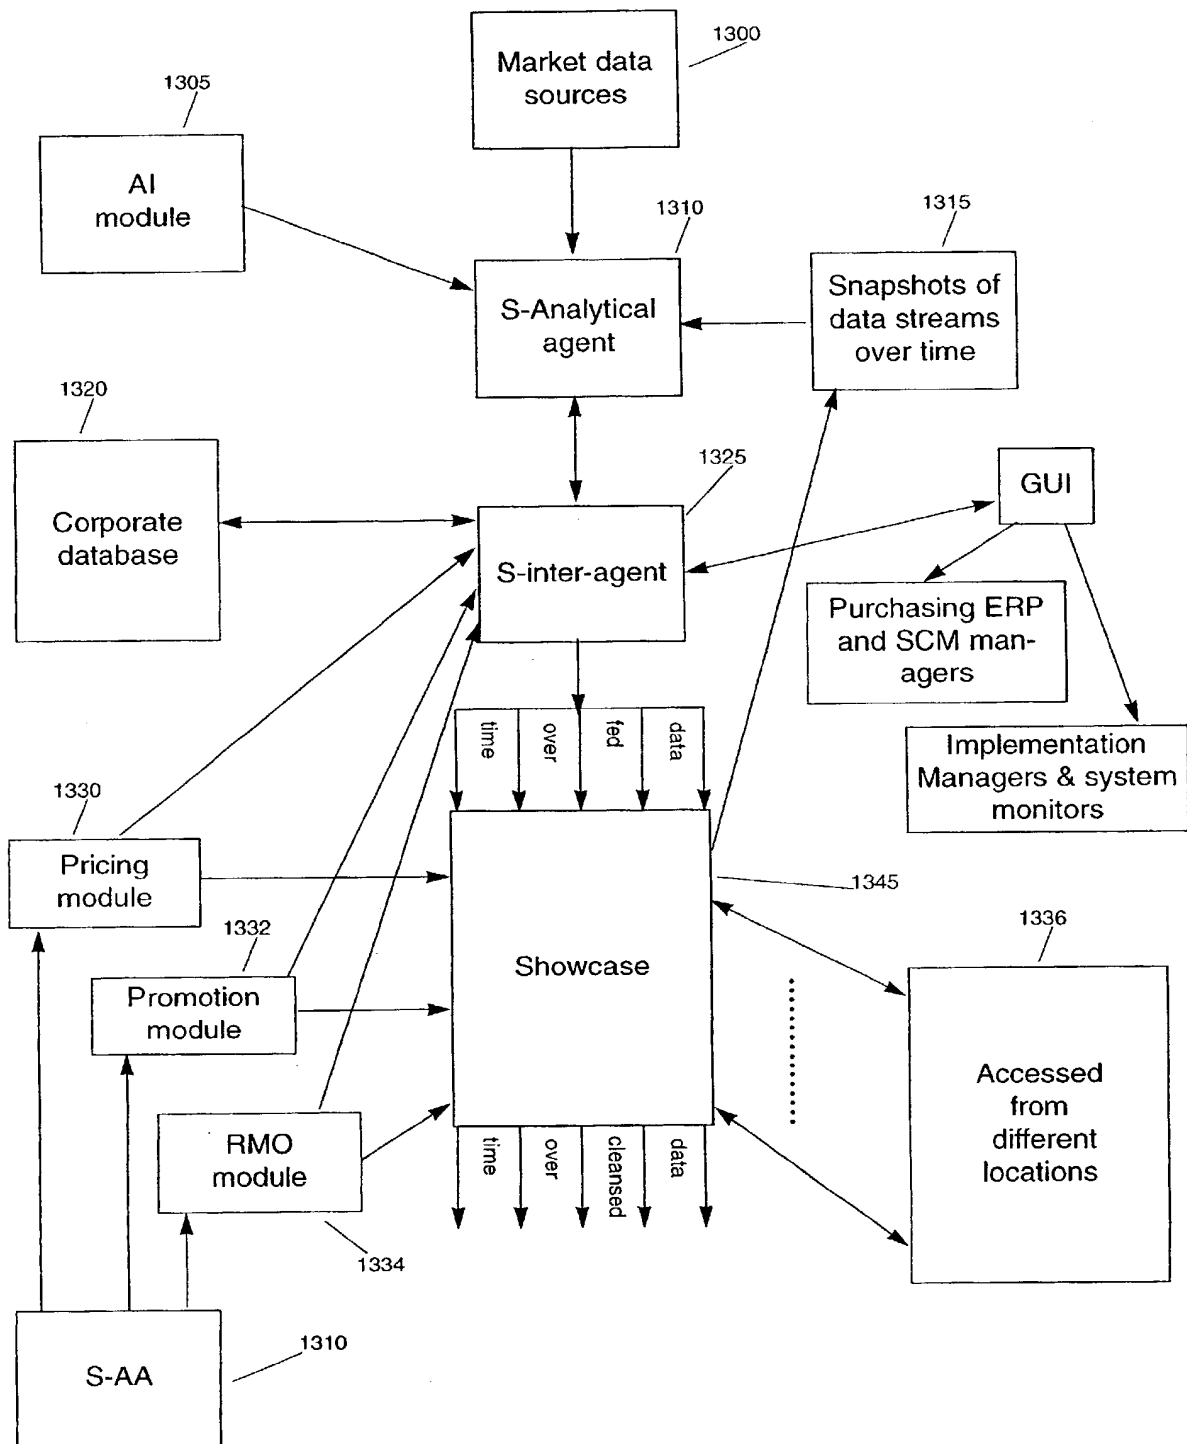 1300
Market data
sources
1305
AI
module
1310
S-Analytical
agent
1315
Snapshots of
data streams
over time
1320
Corporate
database
1325
S-inter-agent
GUI
Purchasing ERP
and SCM man-
agers
Implementation
Managers & system
monitors
time
over
fed
data
1330
Pricing
module
1332
Promotion
module
RMO
module
1334
Showcase
1345
1336
Accessed
from
different
locations
time
over
cleansed
data
S-AA
1310